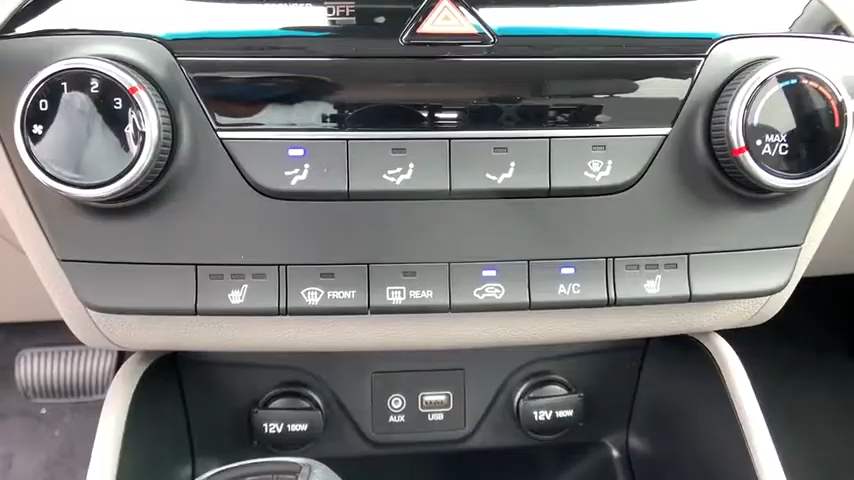 OFF
0 1 2 3
MAX
A/C
FRONT
REAR
A/C
12V 180W
AUX
USB
12V 180W